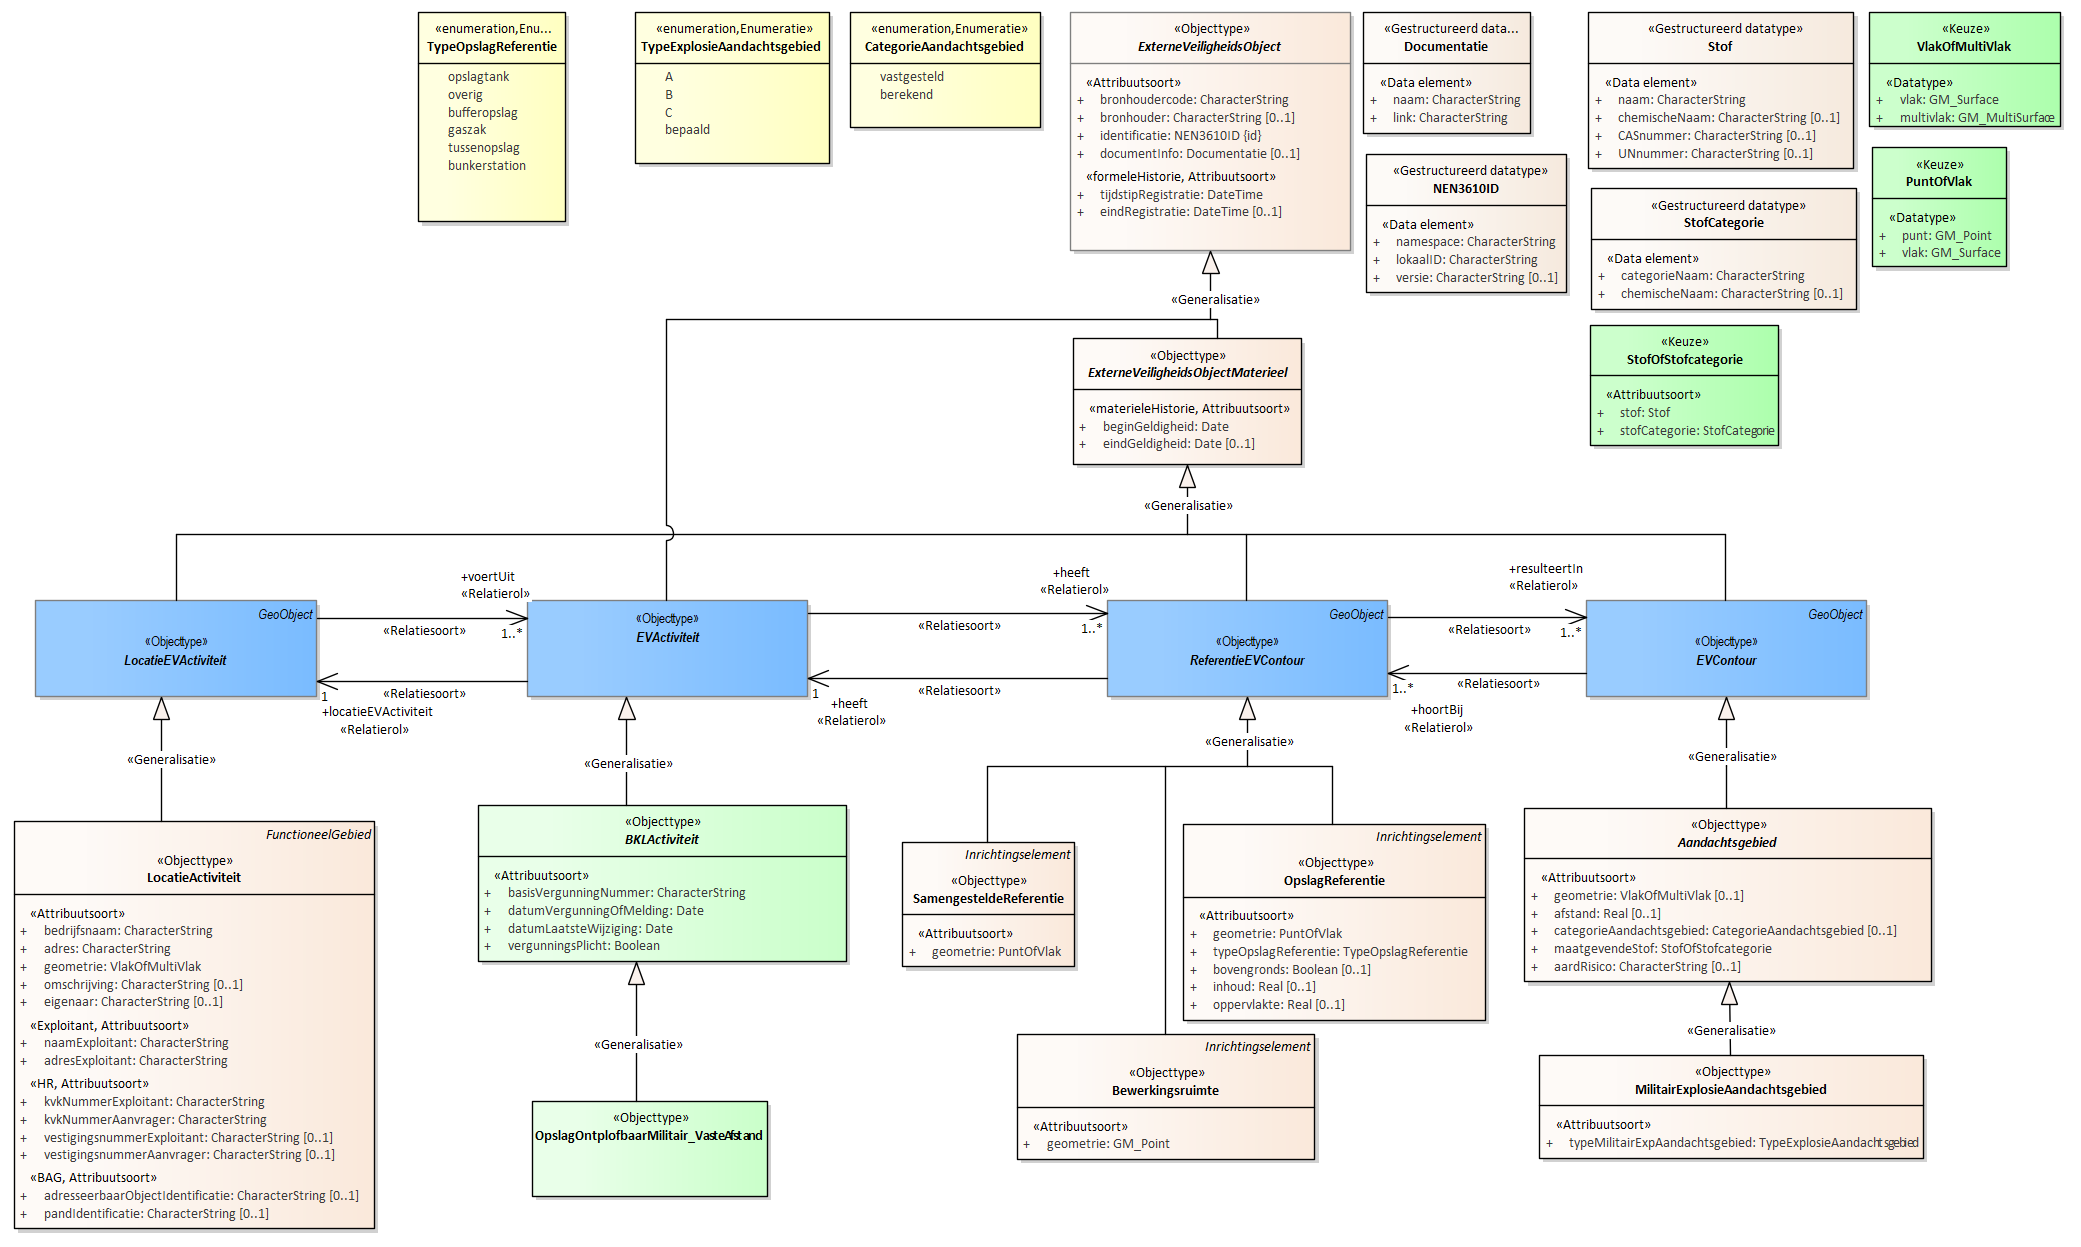 «enumeration,Enu...
TypeOpslagReferentie
opslagtank
overig
bufferopslag
gaszak
tussenopslag
bunkerstation
«enumeration,Enumeratie»
TypeExplosieAandachtsgebied
A
B
C
bepaald
«enumeration,Enumeratie»
CategorieAandachtsgebied
vastgesteld
berekend
«Objecttype»
ExterneVeiligheidsObject
«Attribuutsoort»
+ bronhoudercode: CharacterString
+ bronhouder: CharacterString [0..1]
+ identificatie: NEN3610ID {id}
+ documentInfo: Documentatie [0..1]
«formeleHistorie, Attribuutsoort»
+ tijdstipRegistratie: DateTime
+ eindRegistratie: DateTime [0..1]
«Gestructureerd data...
Documentatie
«Data element»
+ naam: CharacterString
+ link: CharacterString
«Gestructureerd datatype»
NEN3610ID
«Data element»
+ namespace: CharacterString
+ lokaalID: CharacterString
+ versie: CharacterString [0..1]
«Gestructureerd datatype»
Stof
«Data element»
+ naam: CharacterString
+ chemischeNaam: CharacterString [0..1]
+ CASnummer: CharacterString [0..1]
+ UNnummer: CharacterString [0..1]
«Gestructureerd datatype»
StofCategorie
«Data element»
+ categorieNaam: CharacterString
+ chemischeNaam: CharacterString [0..1]
«Keuze»
StofOfStofcategorie
«Attribuutsoort»
+ stof: Stof
+ stofCategorie: StofCategorie
«Keuze»
VlakOfMultiVlak
«Datatype»
+ vlak: GM_Surface
+ multivlak: GM_MultiSurface
«Keuze»
PuntOfVlak
«Datatype»
+ punt: GM_Point
+ vlak: GM_Surface
«Generalisatie»
«Objecttype»
ExterneVeiligheidsObjectMaterieel
«materieleHistorie, Attribuutsoort»
+ beginGeldigheid: Date
+ eindGeldigheid: Date [0..1]
«Generalisatie»
GeoObject
«Objecttype»
LocatieEVActiviteit
+voertUit
«Relatierol»
«Relatiesoort»
1..*
«Relatiesoort»
1
+locatieEVActiviteit
«Relatierol»
«Objecttype»
EVActiviteit
+heeft
«Relatierol»
«Relatiesoort»
1..*
«Relatiesoort»
1
+heeft
«Relatierol»
GeoObject
«Objecttype»
ReferentieEVContour
+resulteertIn
«Relatierol»
«Relatiesoort»
1..*
«Relatiesoort»
1..*
+hoortBij
«Relatierol»
GeoObject
«Objecttype»
EVContour
«Generalisatie»
«Generalisatie»
«Generalisatie»
«Generalisatie»
FunctioneelGebied
«Objecttype»
LocatieActiviteit
«Attribuutsoort»
+ bedrijfsnaam: CharacterString
+ adres: CharacterString
+ geometrie: VlakOfMultiVlak
+ omschrijving: CharacterString [0..1]
+ eigenaar: CharacterString [0..1]
«Exploitant, Attribuutsoort»
+ naamExploitant: CharacterString
+ adresExploitant: CharacterString
«HR, Attribuutsoort»
+ kvkNummerExploitant: CharacterString
+ kvkNummerAanvrager: CharacterString
+ vestigingsnummerExploitant: CharacterString [0..1]
+ vestigingsnummerAanvrager: CharacterString [0..1]
«BAG, Attribuutsoort»
+ adresseerbaarObjectIdentificatie: CharacterString [0..1]
+ pandIdentificatie: CharacterString [0..1]
«Objecttype»
BKLActiviteit
«Attribuutsoort»
+ basisVergunningNummer: CharacterString
+ datumVergunningOfMelding: Date
+ datumLaatsteWijziging: Date
+ vergunningsPlicht: Boolean
«Generalisatie»
«Objecttype»
OpslagOntplofbaarMilitair_VasteAfstand
Inrichtingselement
«Objecttype»
SamengesteldeReferentie
«Attribuutsoort»
+ geometrie: PuntOfVlak
Inrichtingselement
«Objecttype»
OpslagReferentie
«Attribuutsoort»
+ geometrie: PuntOfVlak
+ typeOpslagReferentie: TypeOpslagReferentie
+ bovengronds: Boolean [0..1]
+ inhoud: Real [0..1]
+ oppervlakte: Real [0..1]
Inrichtingselement
«Objecttype»
Bewerkingsruimte
«Attribuutsoort»
+ geometrie: GM_Point
«Objecttype»
Aandachtsgebied
«Attribuutsoort»
+ geometrie: VlakOfMultiVlak [0..1]
+ afstand: Real [0..1]
+ categorieAandachtsgebied: CategorieAandachtsgebied [0..1]
+ maatgevendeStof: StofOfStofcategorie
+ aardRisico: CharacterString [0..1]
«Generalisatie»
«Objecttype»
MilitairExplosieAandachtsgebied
«Attribuutsoort»
+ typeMilitairExpAandachtsgebied: TypeExplosieAandachtsgebied